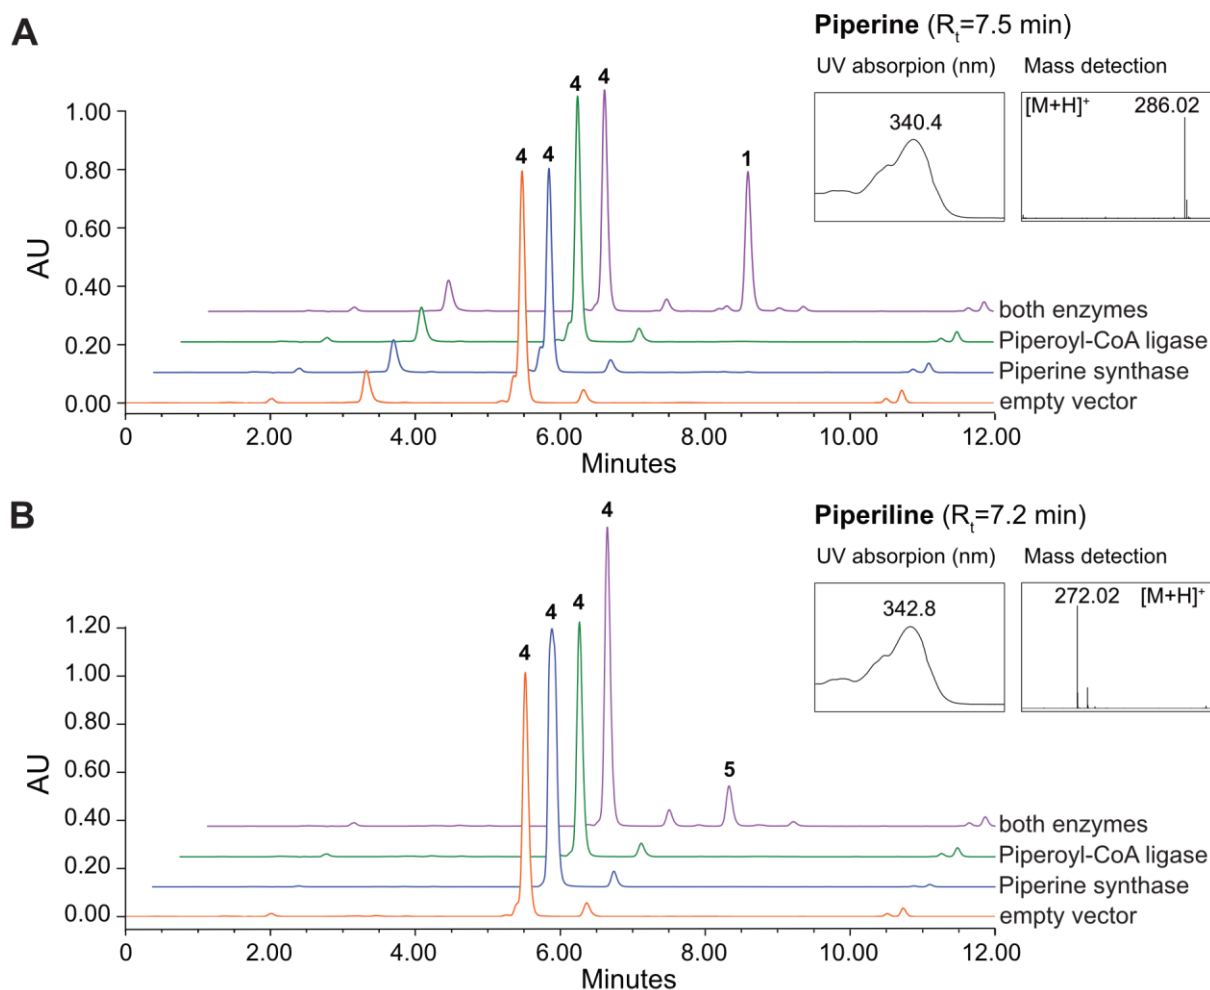 A
Piperine (Rt=7.5 min)
UV absorpion (nm)
Mass detection
340.4
[M+H]+ 286.02
4 4 4 4 1
1.00
0.80
0.60
0.40
0.20
0.00
AU
both enzymes
Piperoyl-CoA ligase
Piperine synthase
empty vector
0 2.00 4.00 6.00 8.00 10.00 12.00
Minutes
B
Piperiline (Rt=7.2 min)
UV absorpion (nm)
Mass detection
342.8
272.02 [M+H]+
4 4 4 4 5
1.20
1.00
0.80
0.60
0.40
0.20
0.00
AU
both enzymes
Piperoyl-CoA ligase
Piperine synthase
empty vector
0 2.00 4.00 6.00 8.00 10.00 12.00
Minutes